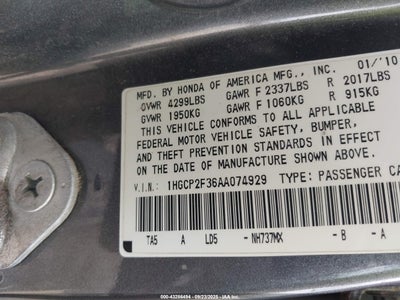 MFD. BY HONDA OF AMERICA MFG., INC. 01/'10
GVWR 4299LBS GAWR F 2337LBS R 2017LBS
GVWR 1950KG GAWR F 1060KG R 915KG
THIS VEHICLE CONFORMS TO ALL APPLICABLE
FEDERAL MOTOR VEHICLE SAFETY, BUMPER,
AND THEFT PREVENTION STANDARDS IN EFFECT
ON THE DATE OF MANUFACTURE SHOWN ABOVE.
V.I.N: 1HGCP2F36AA074929 TYPE: PASSENGER CA
TA5 A LD5 -NH737MX -B -A
ID: 43266494 | 09/23/2025 | IAA, Inc.